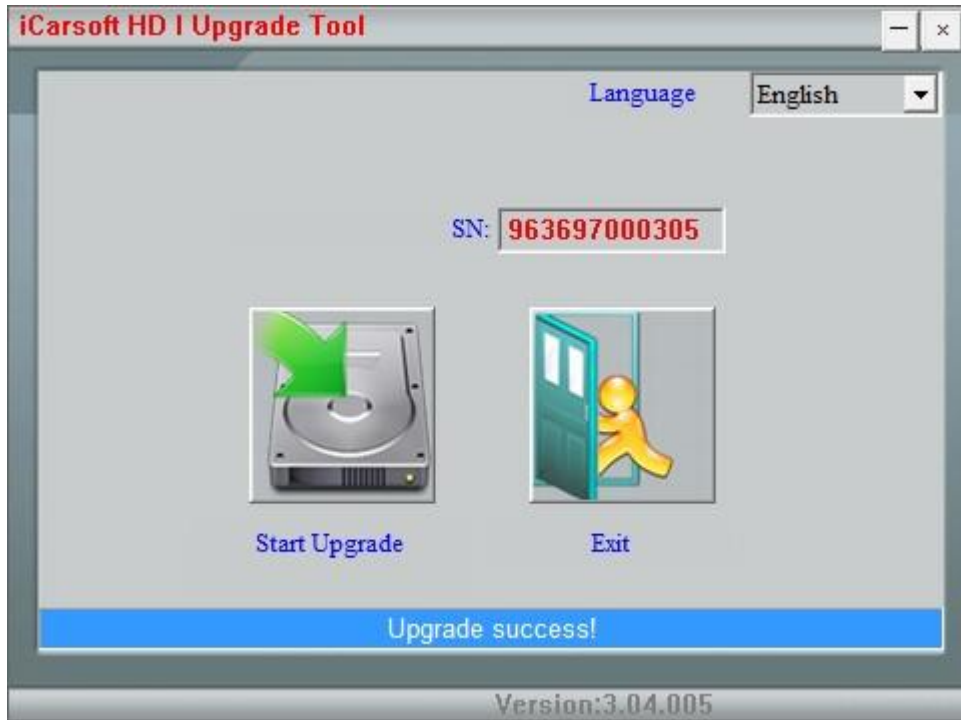 iCarsoft HD I Upgrade Tool
Language English
SN: 963697000305
Start Upgrade Exit
Upgrade success!
Version:3.04.005